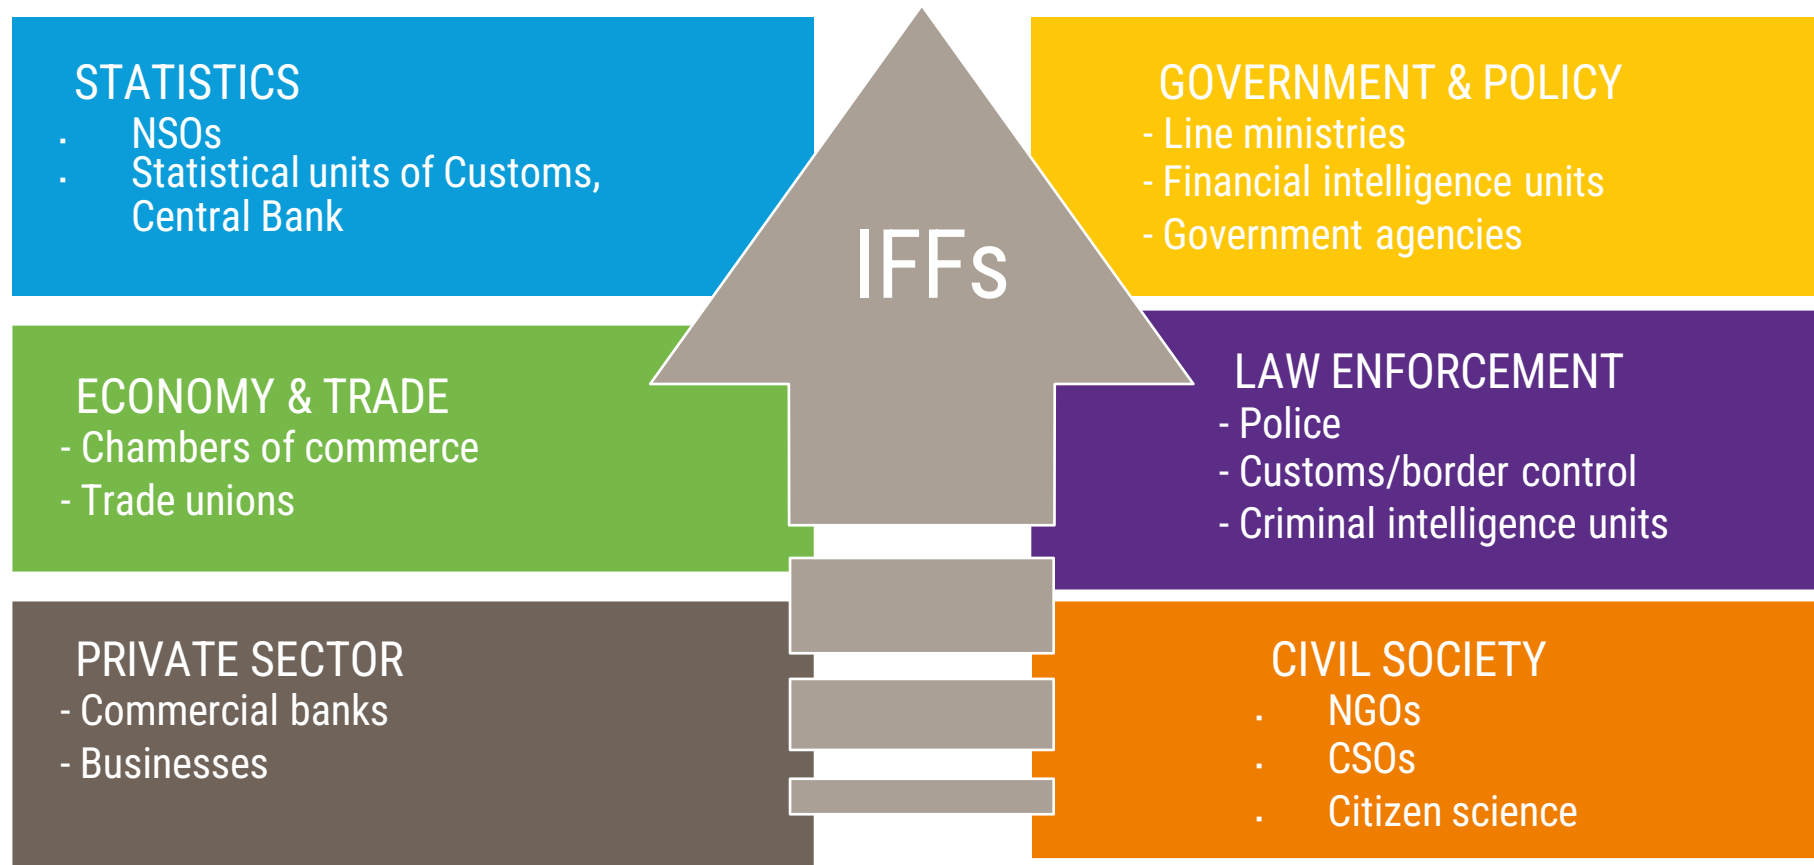 STATISTICS
▪ NSOs
▪ Statistical units of Customs,
Central Bank
ECONOMY & TRADE
- Chambers of commerce
- Trade unions
PRIVATE SECTOR
- Commercial banks
- Businesses
IFFs
GOVERNMENT & POLICY
- Line ministries
- Financial intelligence units
- Government agencies
LAW ENFORCEMENT
- Police
- Customs/border control
- Criminal intelligence units
CIVIL SOCIETY
▪ NGOs
▪ CSOs
▪ Citizen science